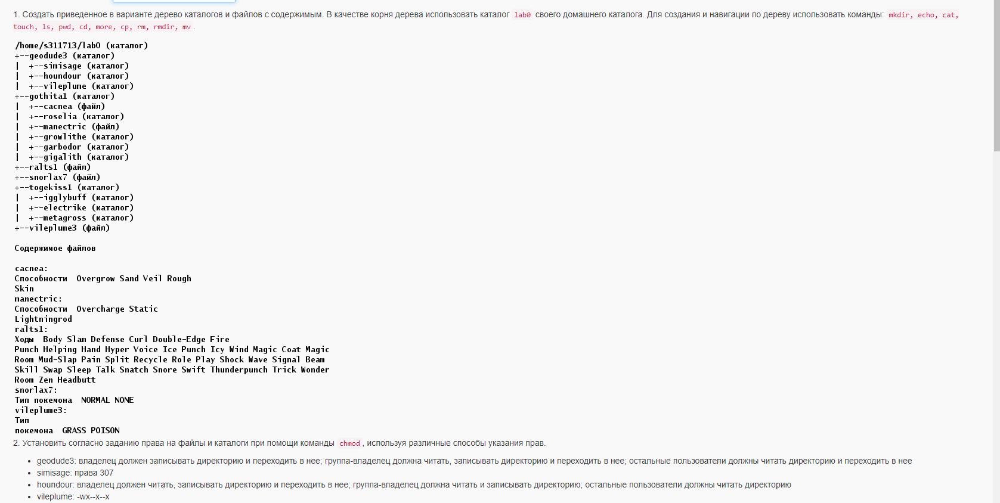 1. Создать приведенное в варианте дерево каталогов и файлов с содержимым. В качестве корня дерева использовать каталог lab0 своего домашнего каталога. Для создания и навигации по дереву использовать команды: mkdir, echo, cat,
touch, ls, pwd, cd, more, cp, rm, rmdir, mv.
/home/s311713/lab0 (каталог)
+--geodude3 (каталог)
|  +--simisage (каталог)
|  +--houndour (каталог)
|  +--vileplume (каталог)
+--gothita1 (каталог)
|  +--cacnea (файл)
|  +--roselia (каталог)
|  +--manectric (файл)
|  +--growlithe (каталог)
|  +--garbodor (каталог)
|  +--gigalith (каталог)
+--ralts1 (файл)
+--snorlax7 (файл)
+--togekiss1 (каталог)
|  +--igglybuff (каталог)
|  +--electrike (каталог)
|  +--metagross (каталог)
+--vileplume3 (файл)
Содержимое файлов
cacnea:
Способности  Overgrow Sand Veil Rough
Skin
manectric:
Способности  Overcharge Static
Lightningrod
ralts1:
Ходы  Body Slam Defense Curl Double-Edge Fire
Punch Helping Hand Hyper Voice Ice Punch Icy Wind Magic Coat Magic
Room Mud-Slap Pain Split Recycle Role Play Shock Wave Signal Beam
Skill Swap Sleep Talk Snatch Snore Swift Thunderpunch Trick Wonder
Room Zen Headbutt
snorlax7:
Тип покемона  NORMAL NONE
vileplume3:
Тип
покемона  GRASS POISON
2. Установить согласно заданию права на файлы и каталоги при помощи команды chmod, используя различные способы указания прав.
• geodude3: владелец должен записывать директорию и переходить в нее; группа-владелец должна читать, записывать директорию и переходить в нее; остальные пользователи должны читать директорию и переходить в нее
• simisage: права 307
• houndour: владелец должен читать, записывать директорию и переходить в нее; группа-владелец должна читать и записывать директорию; остальные пользователи должны читать директорию
• vileplume: -wx--x--x